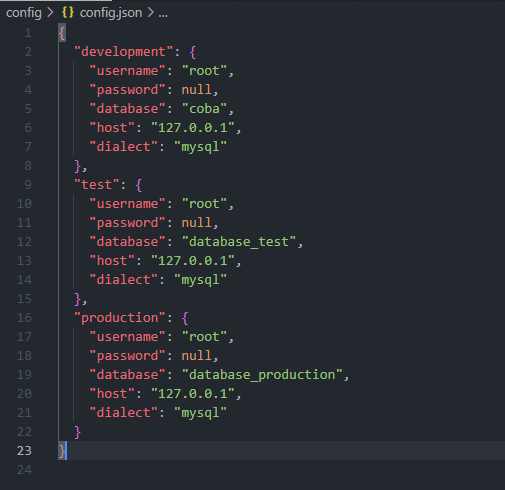 config > {} config.json > ...
1 {
2 "development": {
3 "username": "root",
4 "password": null,
5 "database": "coba",
6 "host": "127.0.0.1",
7 "dialect": "mysql"
8 },
9 "test": {
10 "username": "root",
11 "password": null,
12 "database": "database_test",
13 "host": "127.0.0.1",
14 "dialect": "mysql"
15 },
16 "production": {
17 "username": "root",
18 "password": null,
19 "database": "database_production",
20 "host": "127.0.0.1",
21 "dialect": "mysql"
22 }
23 }
24